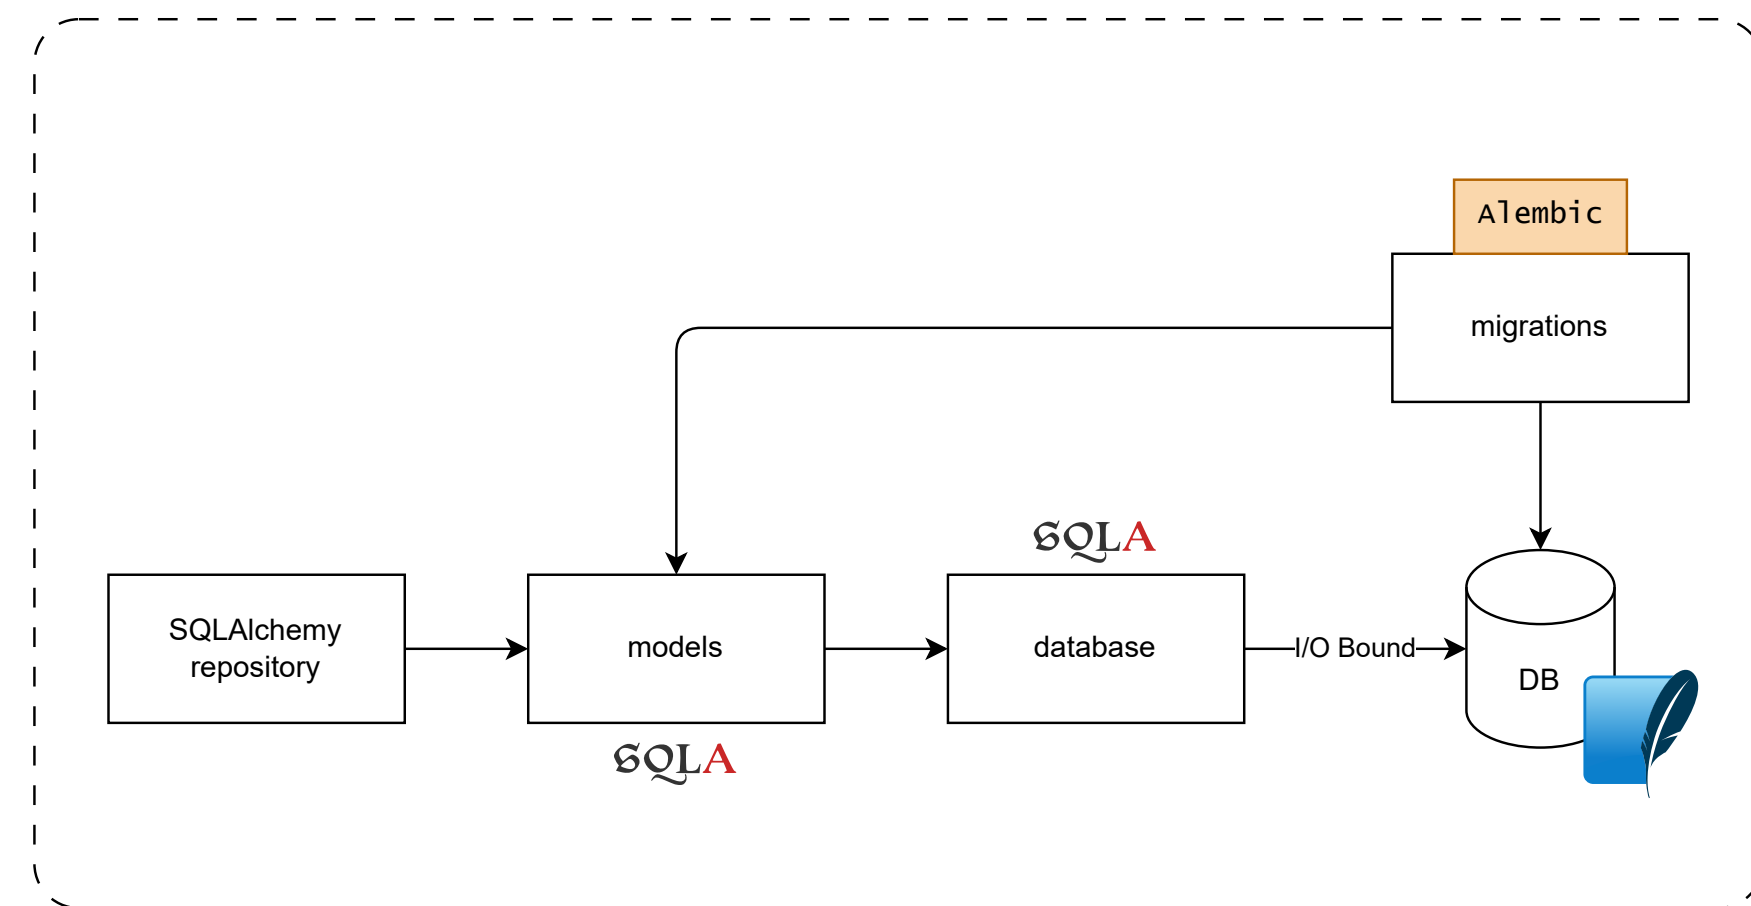 Alembic
migrations
SQLA
SQLAlchemy
repository
models
database
I/O Bound
DB
SQLA